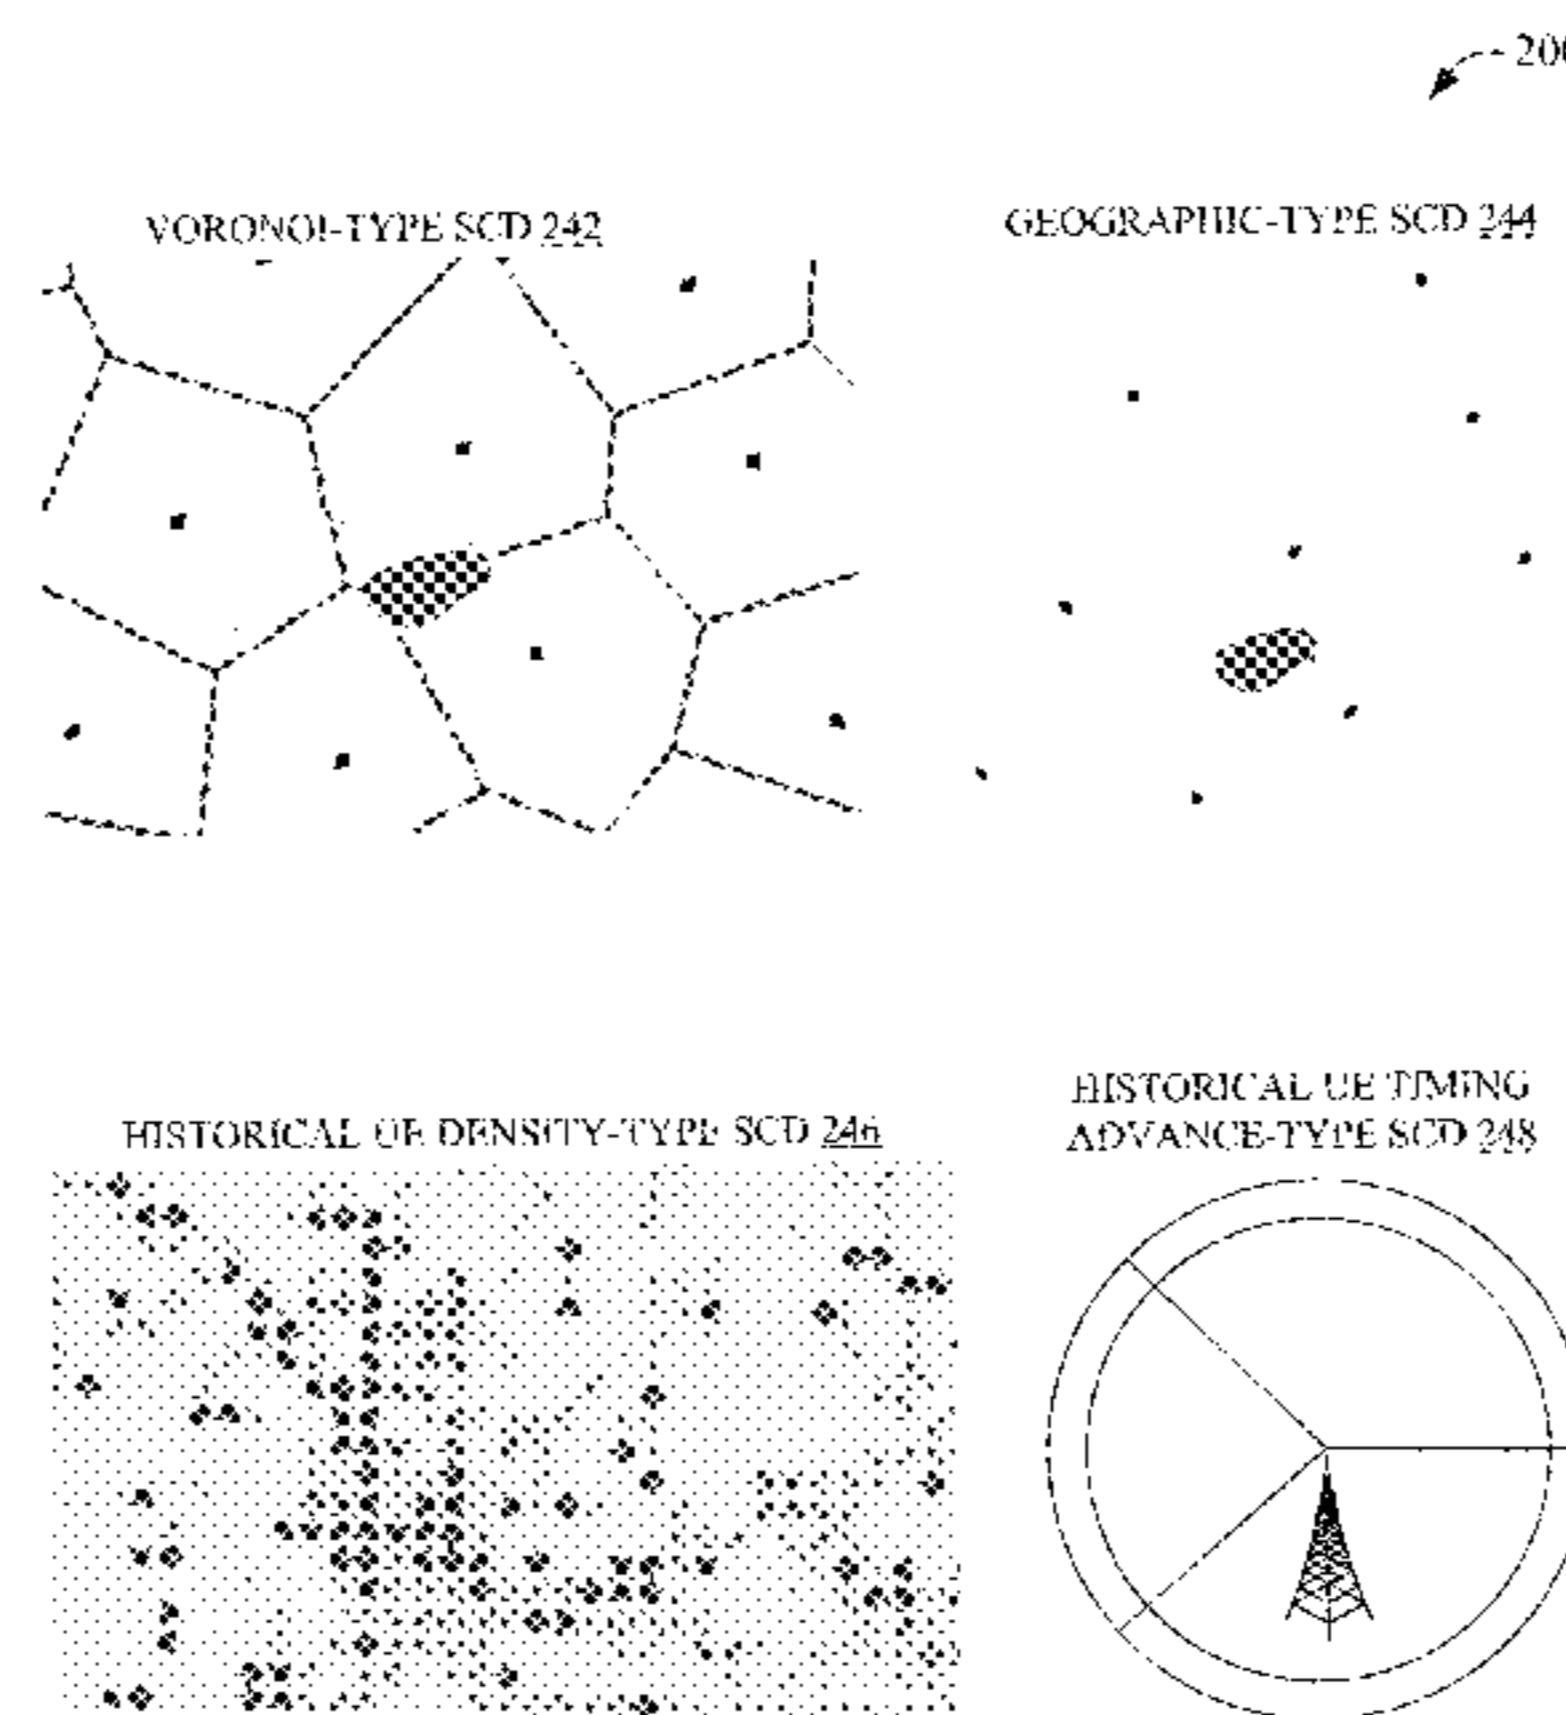 200
VORONOI-TYPE SCD 242
GEOGRAPHIC-TYPE SCD 244
HISTORICAL UE DENSITY-TYPE SCD 246
HISTORICAL UE TIMING
ADVANCE-TYPE SCD 248